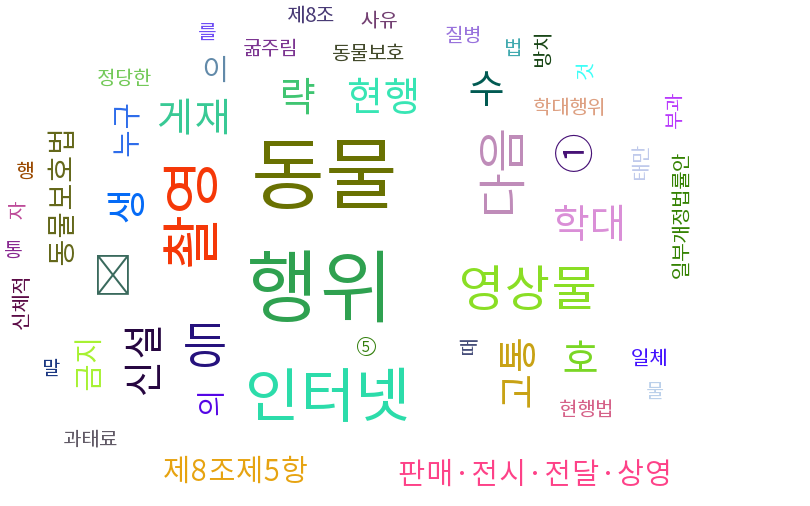 제8조
사유
를
질병
굶주림
동물보호
법
방치
이
정당한
것
략
현행
수
학대행위
부과
게재
누구
동물
다음
①
태만
동물보호법
행
촬영
일부개정법률안
생
자
학대
동
행위
영상물
신체적
은
⑤
때
고통
호
일체
신설
금지
말
인터넷
물
의
현행법
과태료
제8조제5항
판매·전시·전달·상영